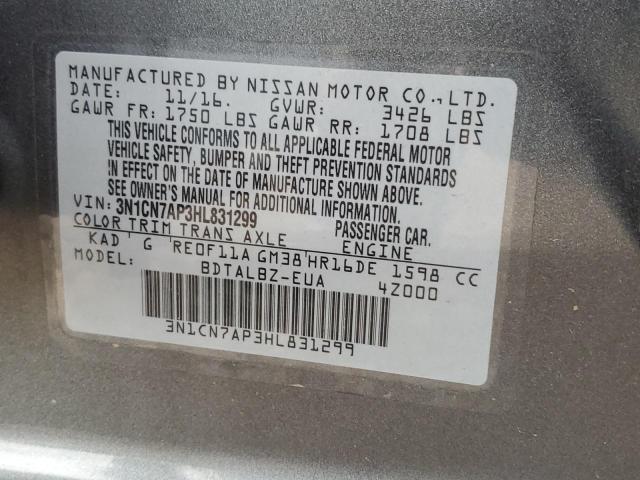 MANUFACTURED BY NISSAN MOTOR CO.,LTD.
DATE: 11/16. GVWR: 3426 LBS
GAWR FR: 1750 LBS GAWR RR: 1708 LBS
THIS VEHICLE CONFORMS TO ALL APPLICABLE FEDERAL MOTOR
VEHICLE SAFETY, BUMPER AND THEFT PREVENTION STANDARDS
IN EFFECT ON THE DATE OF MANUFACTURE SHOWN ABOVE.
SEE OWNER'S MANUAL FOR ADDITIONAL INFORMATION.
VIN: 3N1CN7AP3HL831299 PASSENGER CAR.
COLOR TRIM TRANS AXLE ENGINE
KAD G RE0F11A GM38 HR16DE 1598 CC
MODEL: BDTALBZ-EUA 4Z000
3N1CN7AP3HL831299